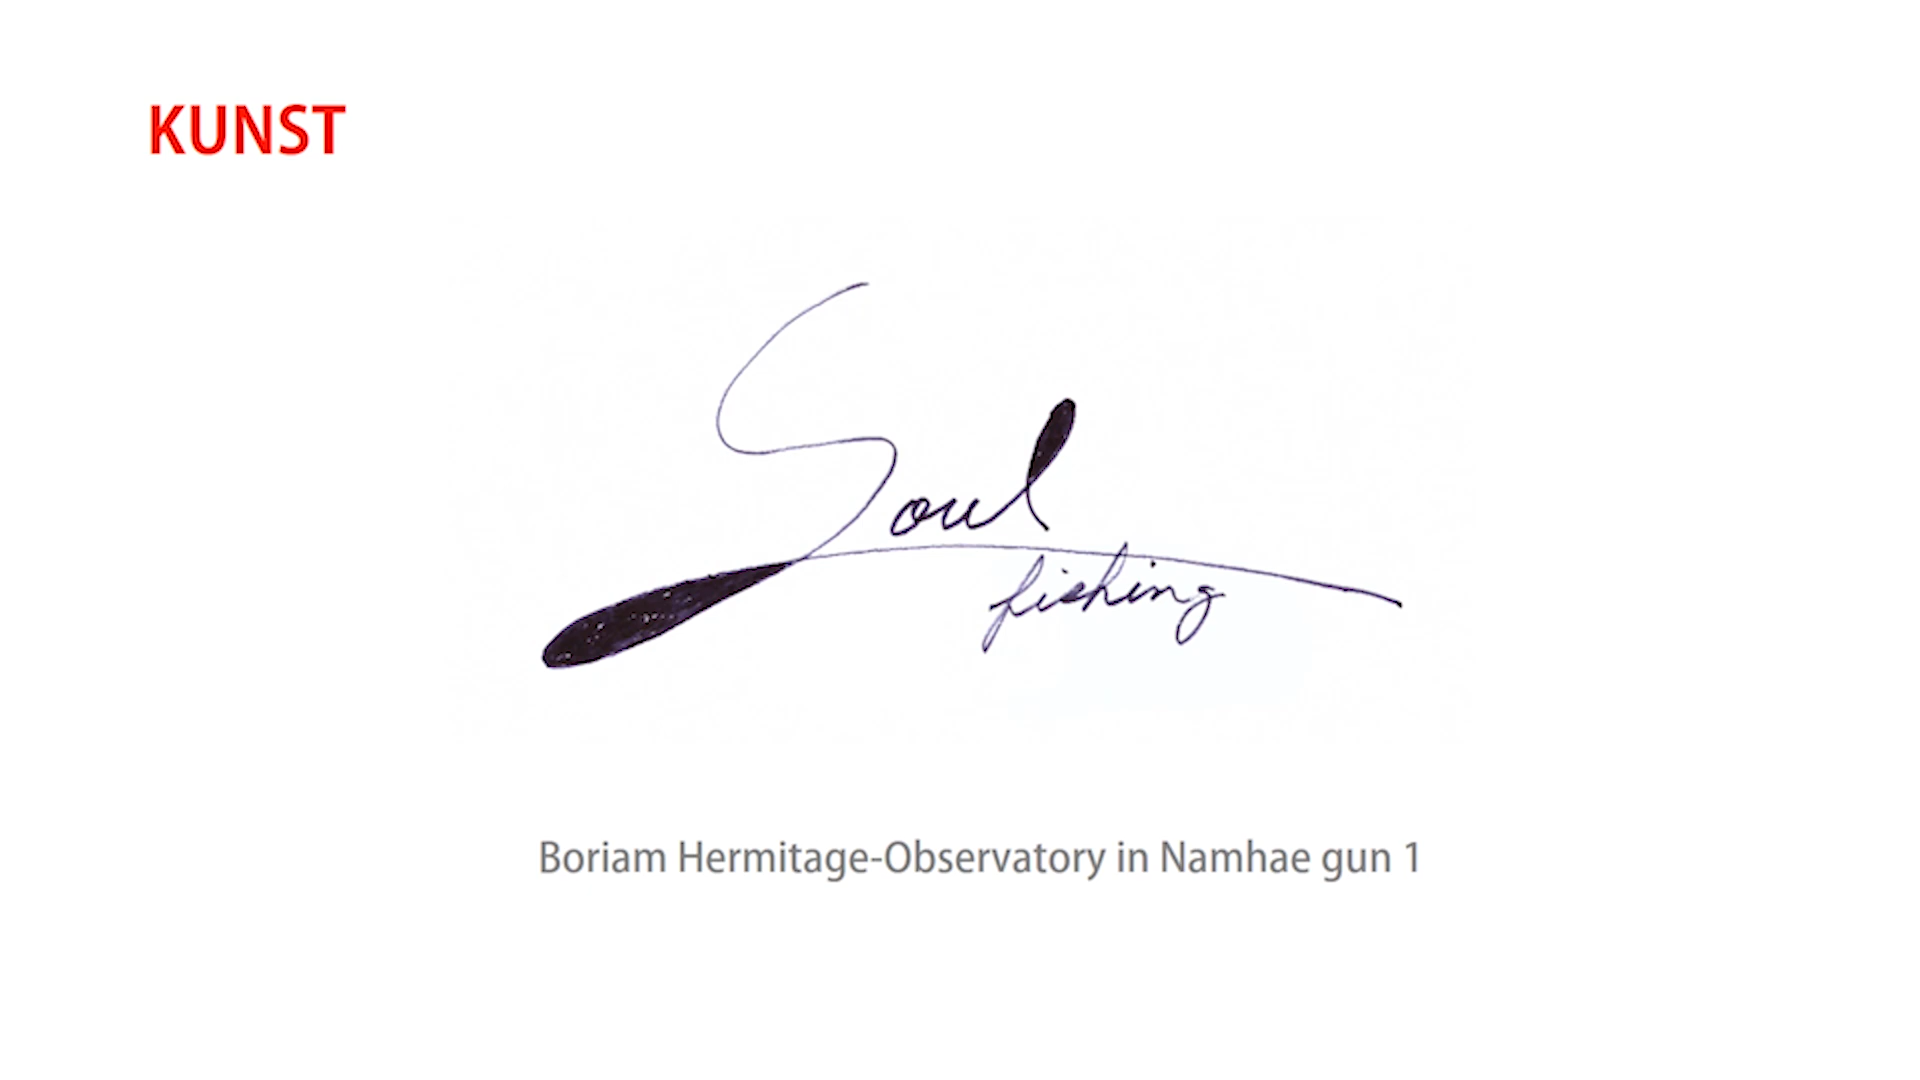 KUNST
Soul
fishing
Boriam Hermitage-Observatory in Namhae gun 1